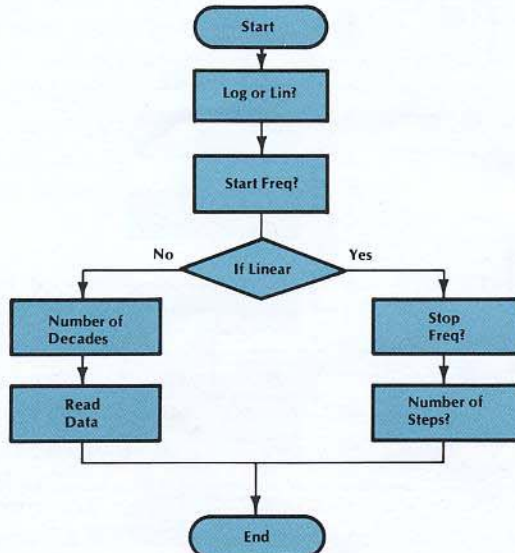 Start
Log or Lin?
Start Freq?
If Linear
No
Yes
Number of
Decades
Stop
Freq?
Read
Data
Number of
Steps?
End